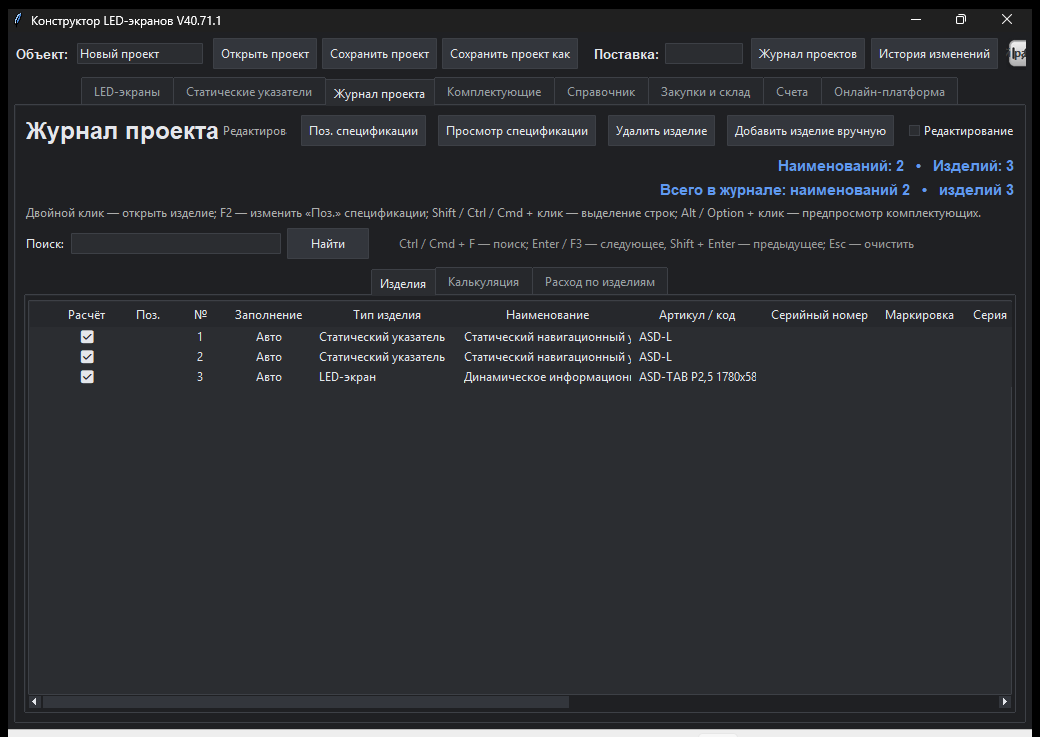 Конструктор LED-экранов V40.71.1
Объект: Новый проект Открыть проект Сохранить проект Сохранить проект как Поставка: Журнал проектов История изменений
LED-экраны Статические указатели Журнал проекта Комплектующие Справочник Закупки и склад Счета Онлайн-платформа
Журнал проекта Редактиров Поз. спецификации Просмотр спецификации Удалить изделие Добавить изделие вручную Редактирование
Наименований: 2 • Изделий: 3
Всего в журнале: наименований 2 • изделий 3
Двойной клик — открыть изделие; F2 — изменить «Поз.» спецификации; Shift / Ctrl / Cmd + клик — выделение строк; Alt / Option + клик — предпросмотр комплектующих.
Поиск: Найти Ctrl / Cmd + F — поиск; Enter / F3 — следующее, Shift + Enter — предыдущее; Esc — очистить
Изделия Калькуляция Расход по изделиям
Расчёт Поз. № Заполнение Тип изделия Наименование Артикул / код Серийный номер Маркировка Серия
1 Авто Статический указатель Статический навигационный ASD-L
2 Авто Статический указатель Статический навигационный ASD-L
3 Авто LED-экран Динамическое информацион ASD-TAB P2,5 1780x58